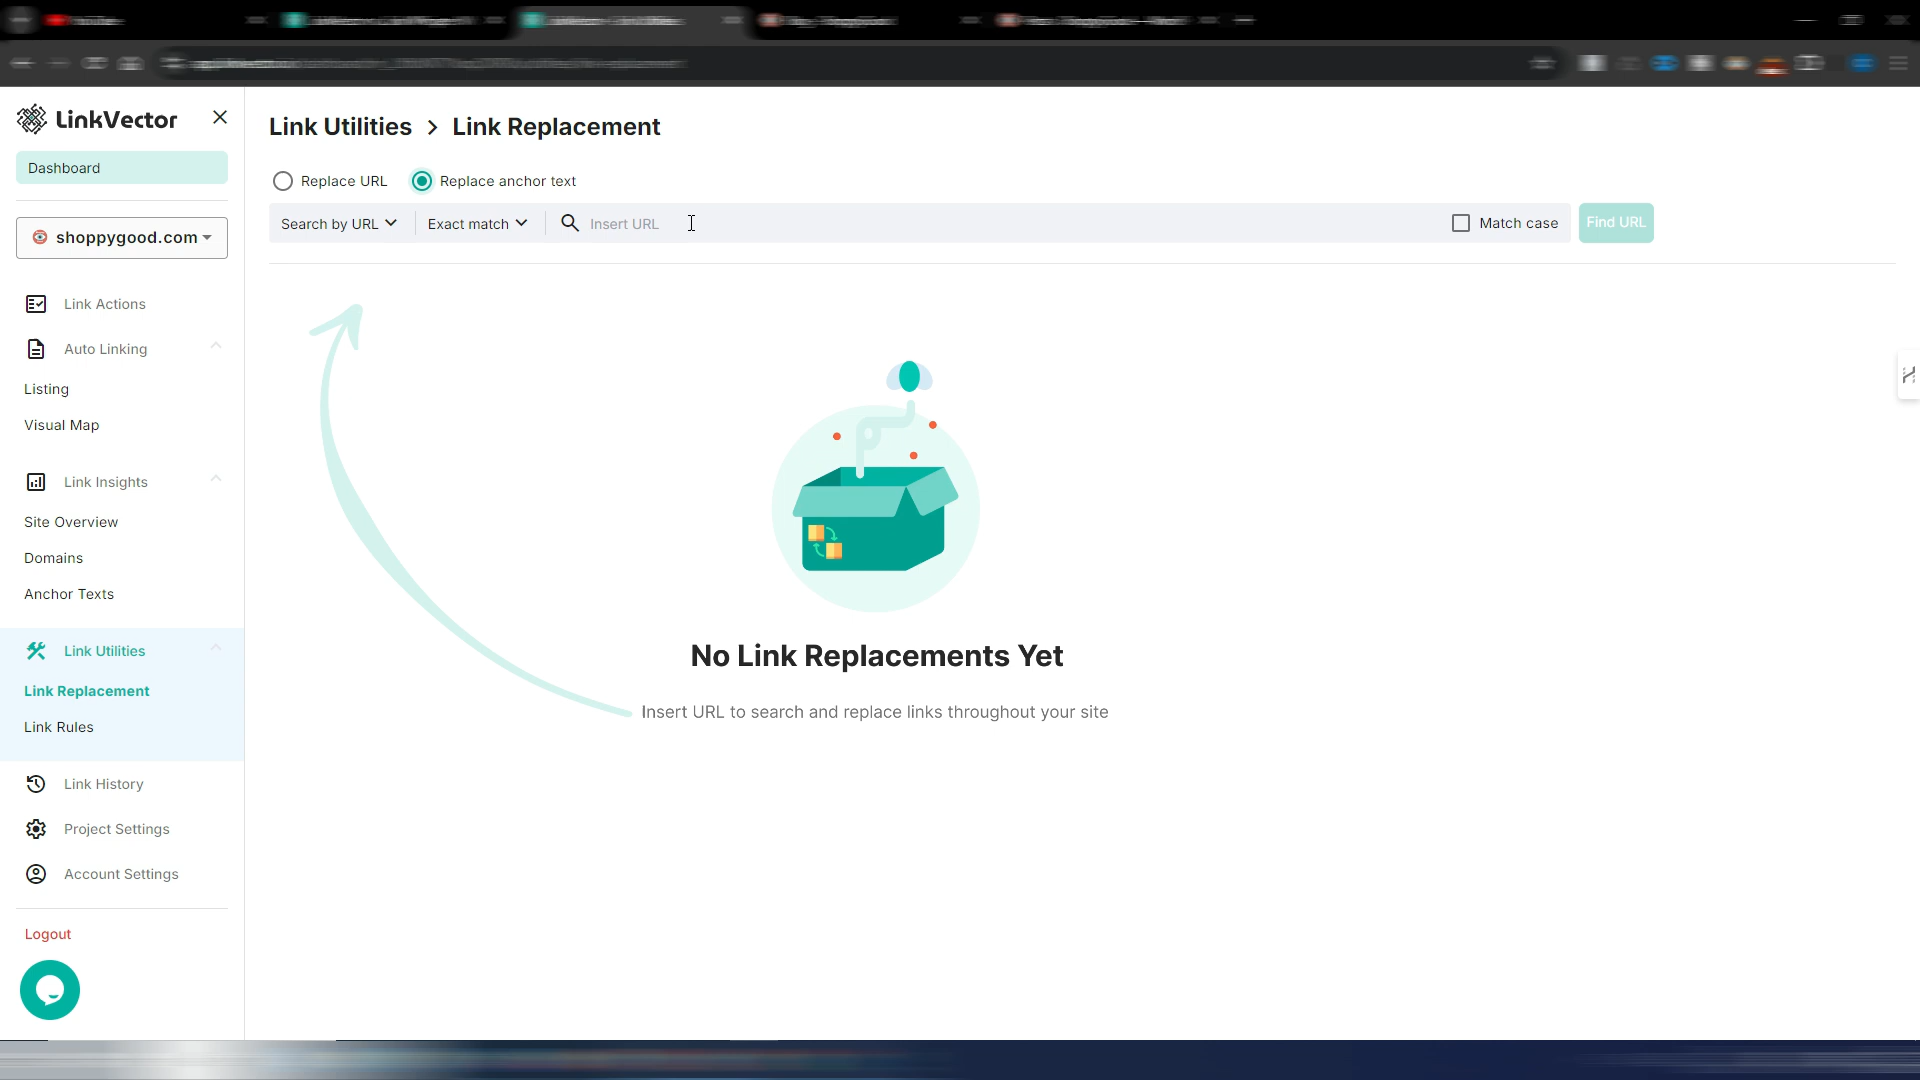 LinkVector
Dashboard
shoppygood.com
Link Actions
Auto Linking
Listing
Visual Map
Link Insights
Site Overview
Domains
Anchor Texts
Link Utilities
Link Replacement
Link Rules
Link History
Project Settings
Account Settings
Logout
Link Utilities > Link Replacement
Replace URL Replace anchor text
Search by URL Exact match Insert URL Match case Find URL
No Link Replacements Yet
Insert URL to search and replace links throughout your site